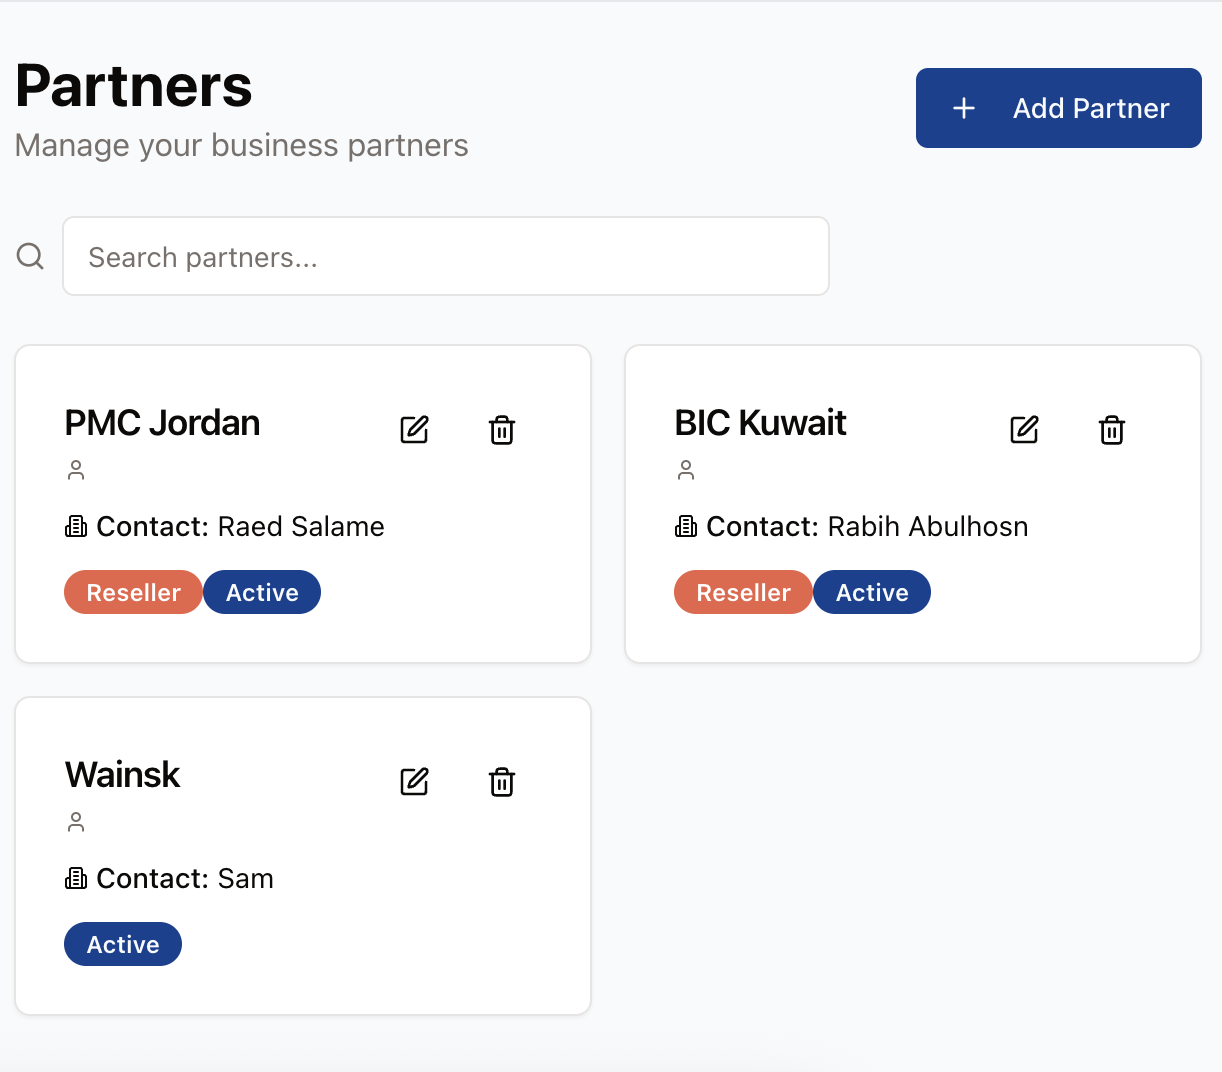 Partners
Manage your business partners
Add Partner
Search partners...
PMC Jordan
Contact: Raed Salame
Reseller Active
BIC Kuwait
Contact: Rabih Abulhosn
Reseller Active
Wainsk
Contact: Sam
Active